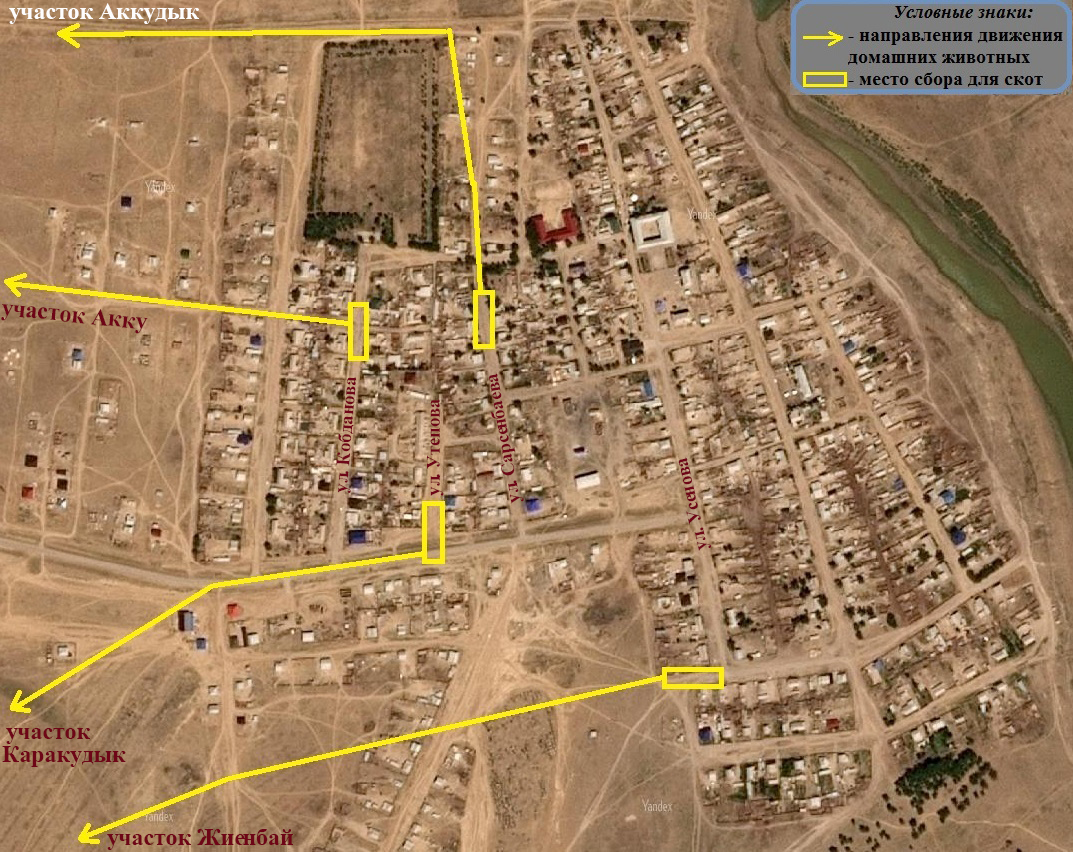 участок Аккудык
Условные знаки:
- направления движения
домашних животных
- место сбора для скот
Yandex
Yandex
участок Акку
ул. Кобданова
ул. Утепова
ул. Сарсенбаева
ул. Усенова
участок
Каракудык
Yandex
Yandex
участок Жиенбай